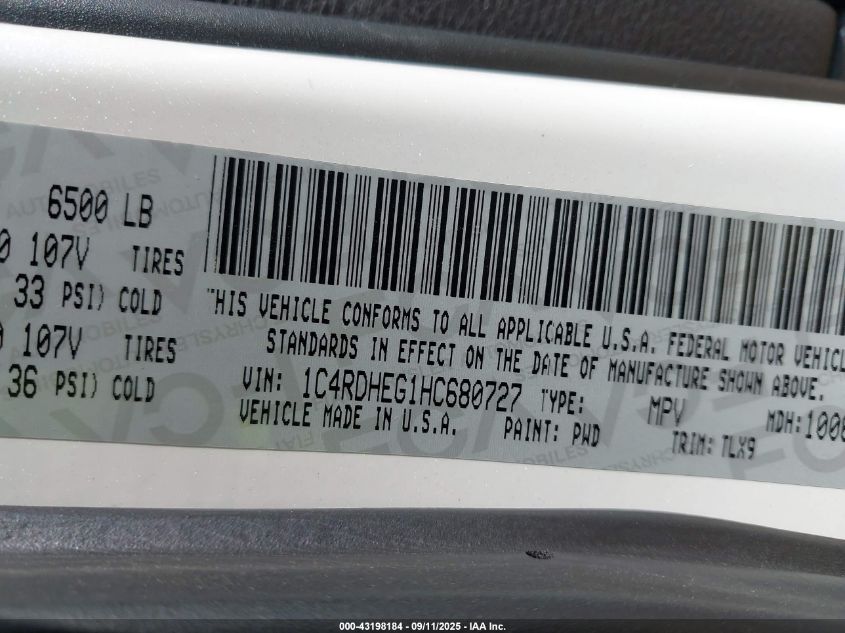 6500 LB
0 107V TIRES
33 PSI) COLD
0 107V TIRES
36 PSI) COLD
THIS VEHICLE CONFORMS TO ALL APPLICABLE U.S.A. FEDERAL MOTOR VEHICL
STANDARDS IN EFFECT ON THE DATE OF MANUFACTURE SHOWN ABOVE.
VIN: 1C4RDHEG1HC680727 TYPE: MPV MDH: 1008
VEHICLE MADE IN U.S.A. PAINT: PWD TRIM: TLX9
000-43198184 - 09/11/2025 - IAA Inc.